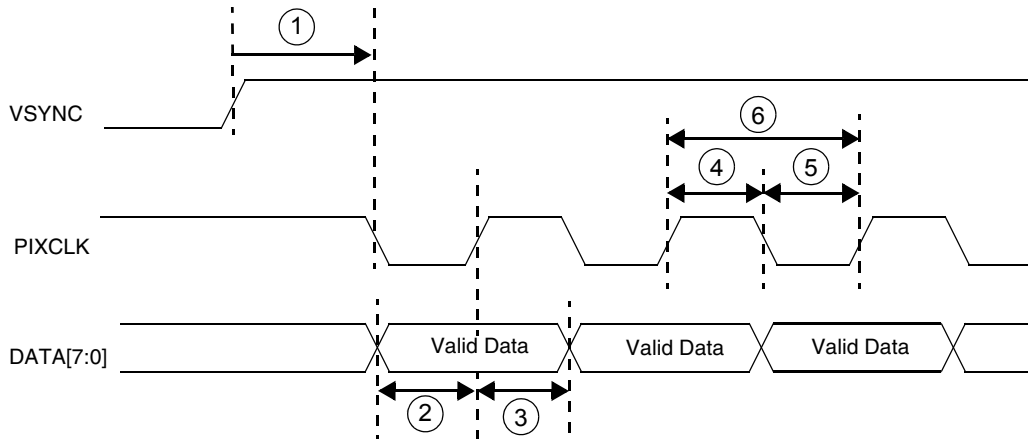 1
VSYNC
6
4 5
PIXCLK
DATA[7:0] Valid Data Valid Data Valid Data
2 3